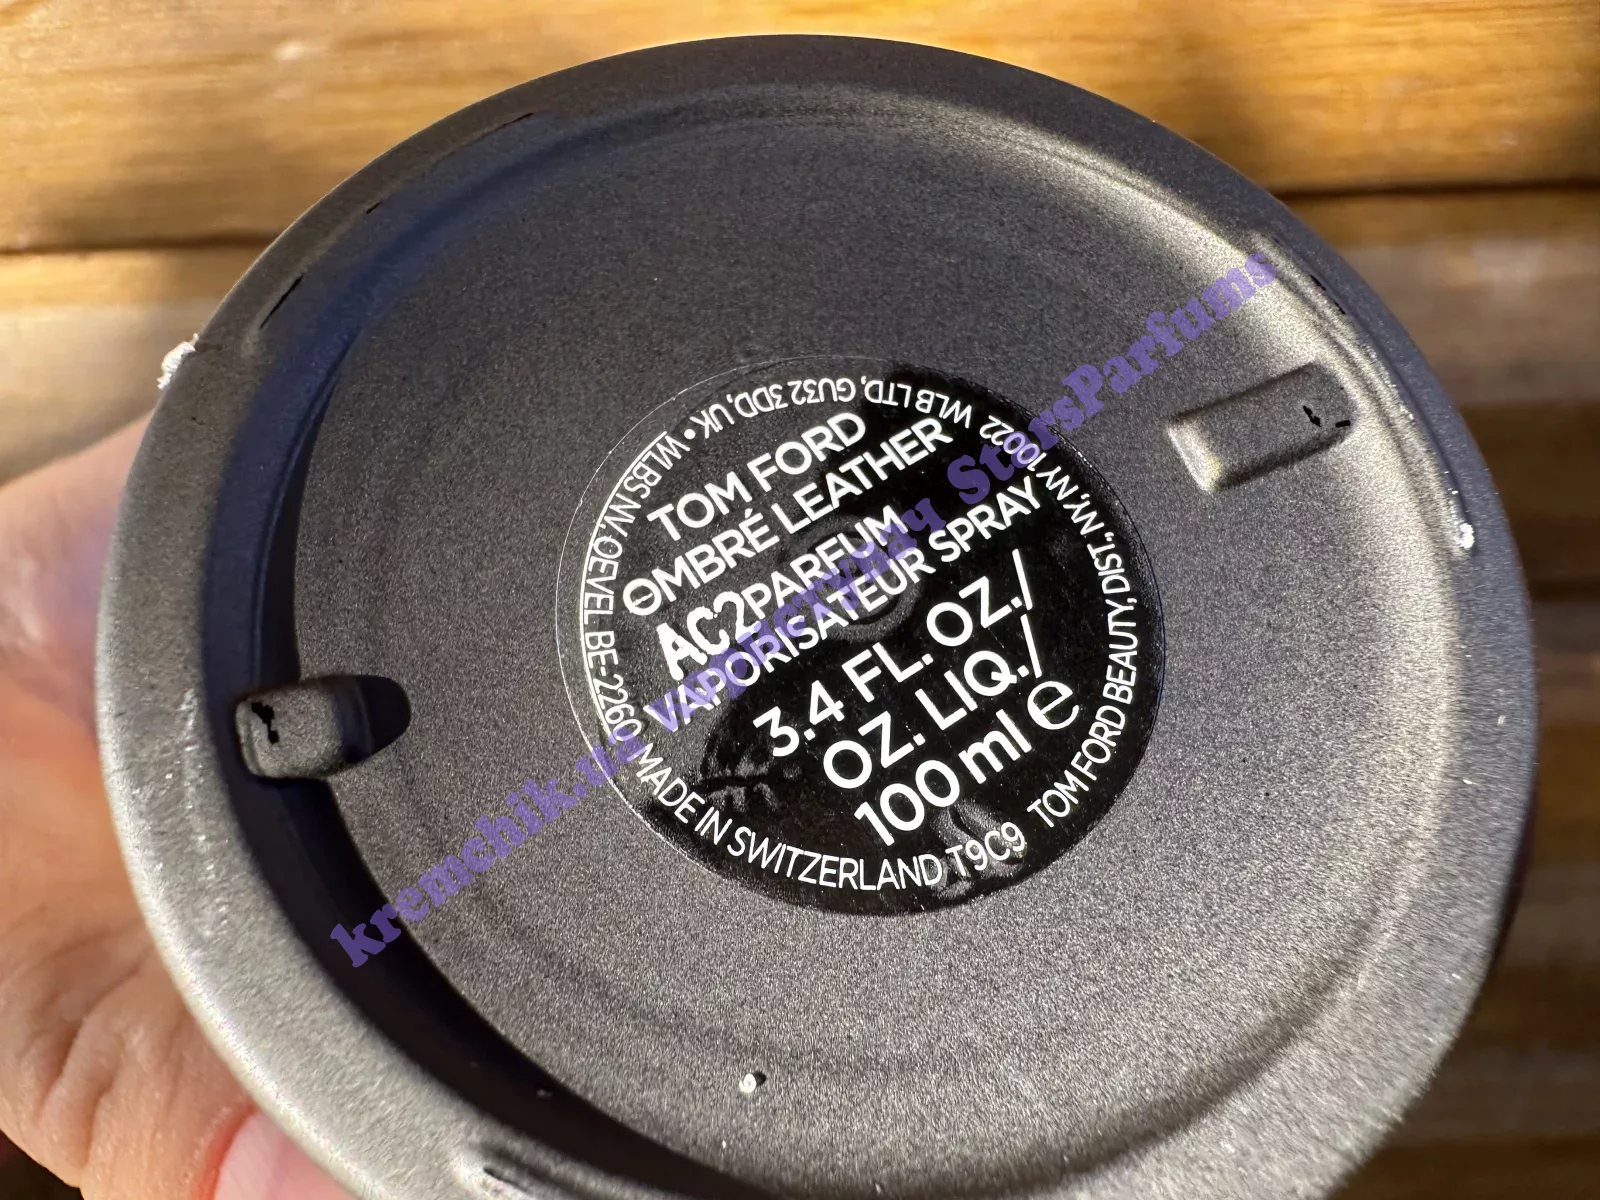 TOM FORD
OMBRÉ LEATHER
AC2 PARFUM
VAPORISATEUR SPRAY
3.4 FL. OZ./
OZ. LIQ./
100 ml e
TOM FORD BEAUTY, DIST., NY, NY 10022 WLB LTD, GU32 3DD, UK • WLBS NV, OEVEL BE-2260 MADE IN SWITZERLAND T9C9
kremchik.ua StarsParfums